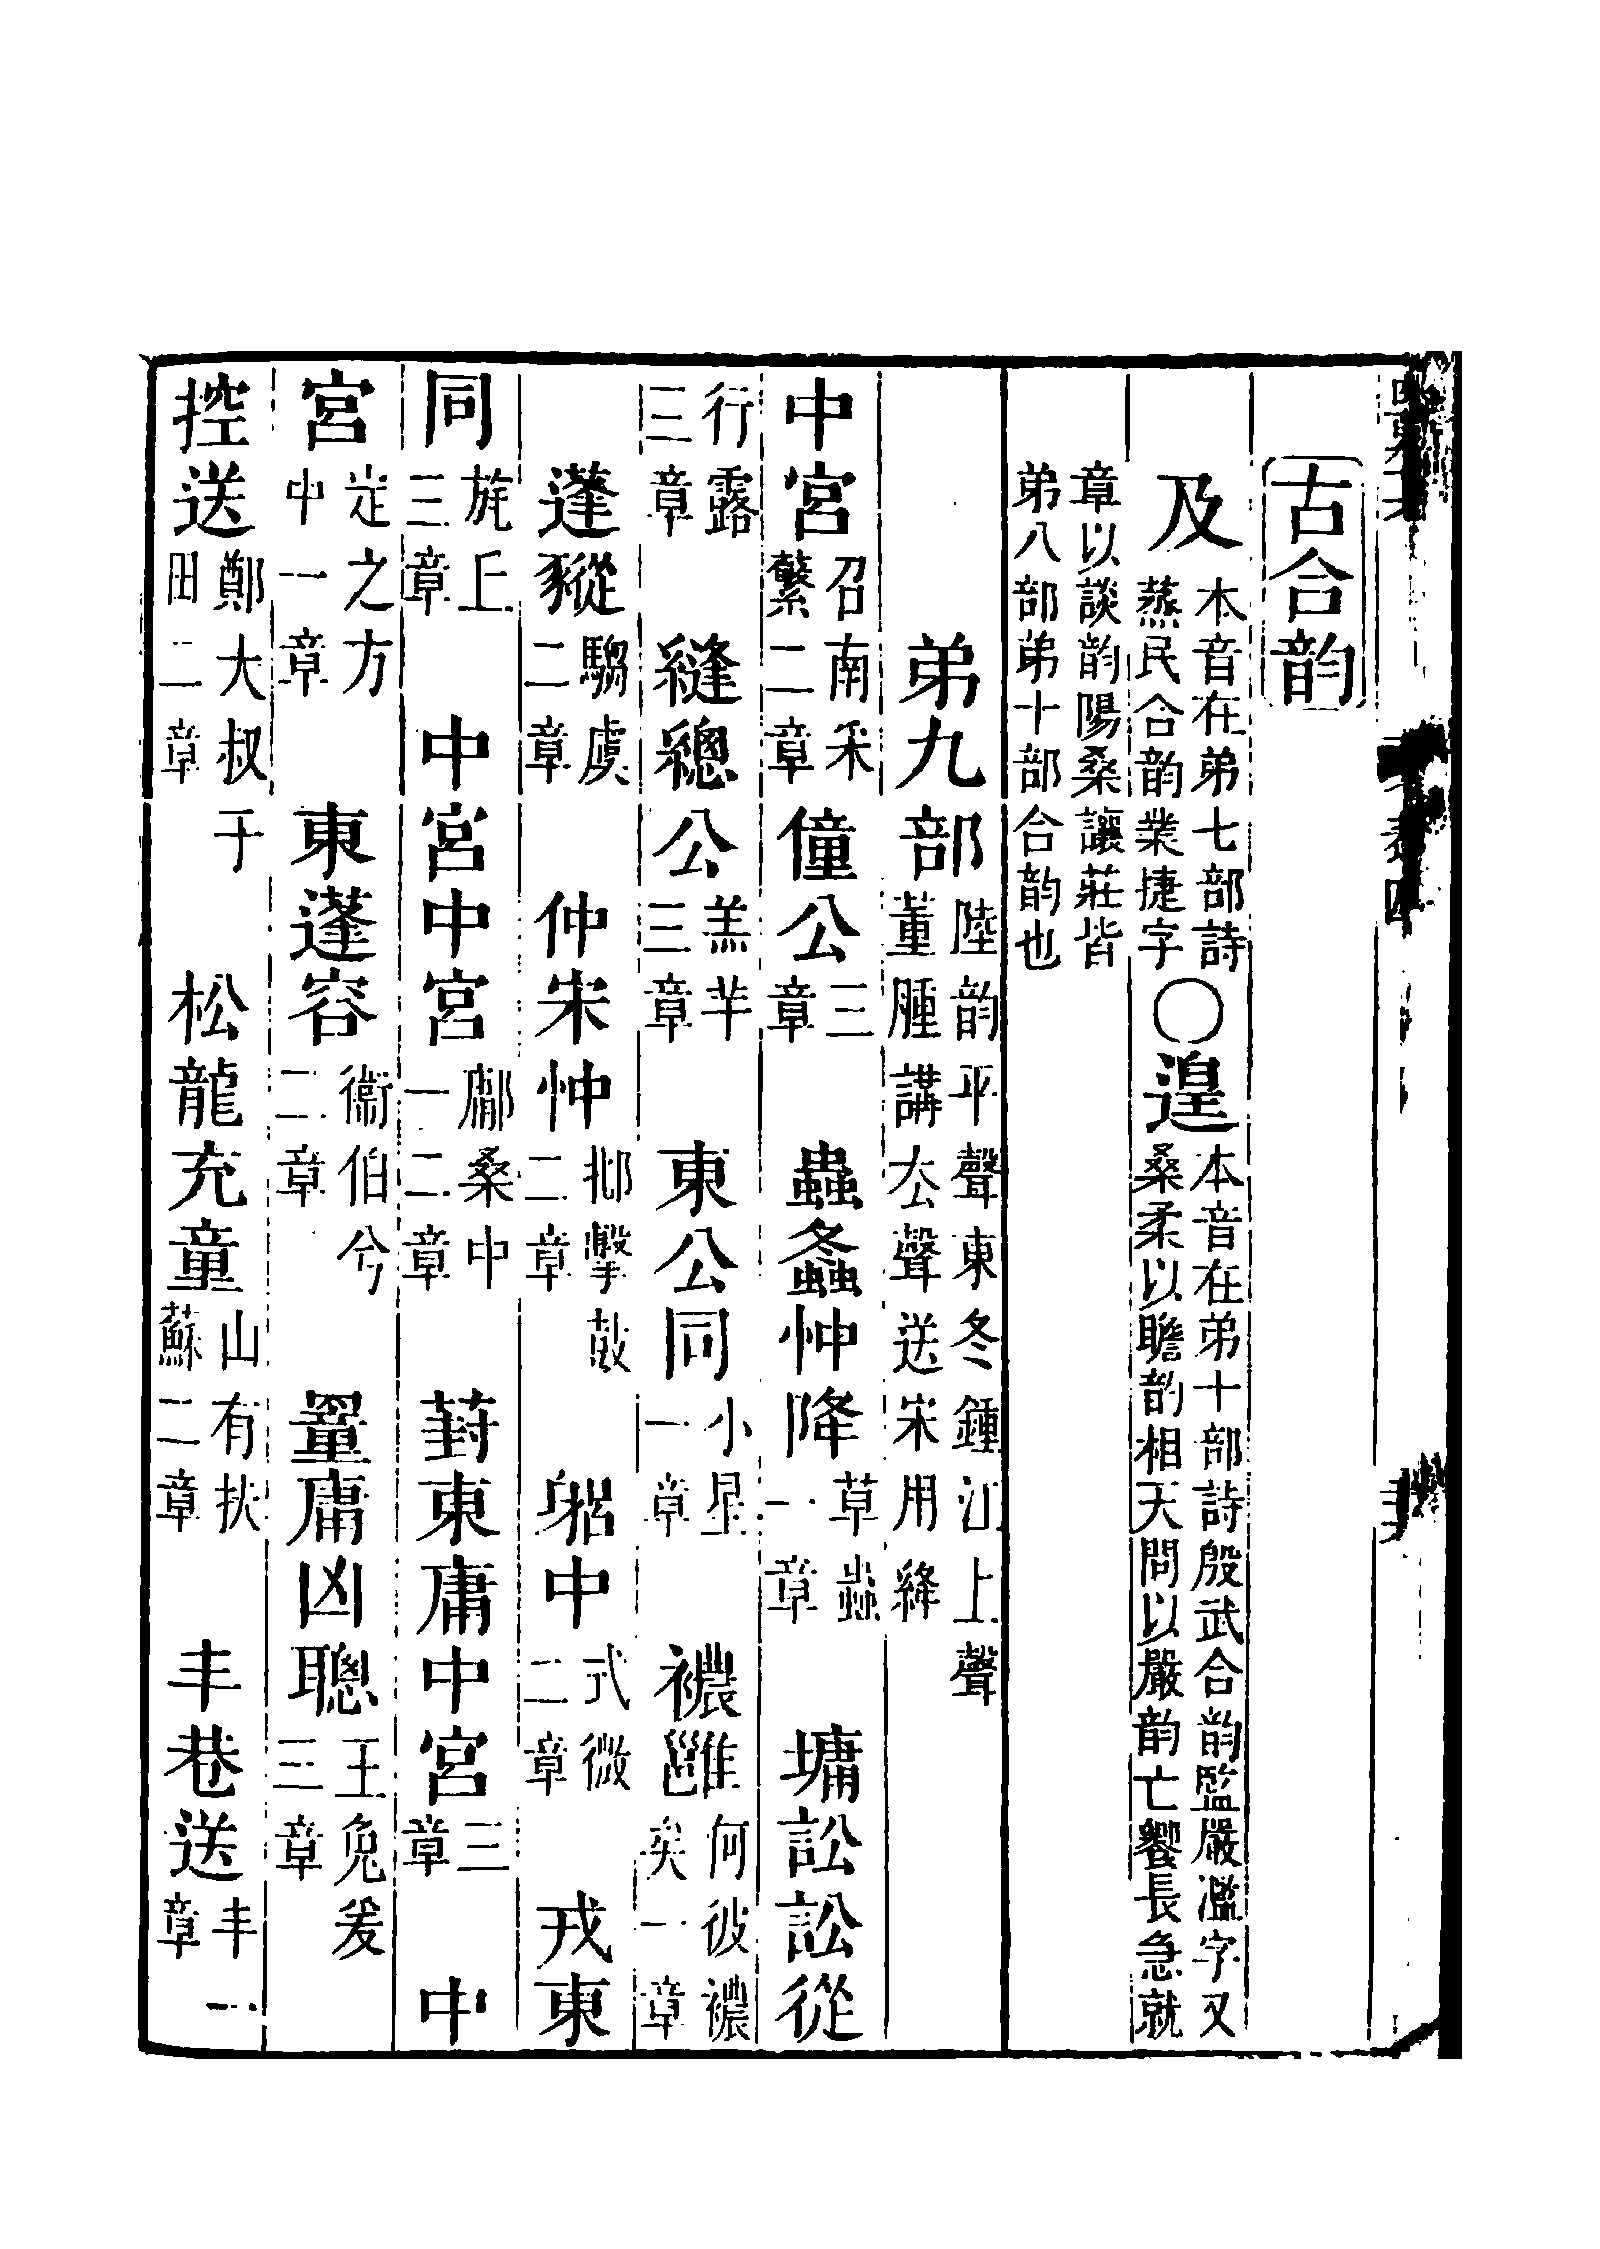 古合韵
及本音在弟七部詩蒸民合韵業捷字○遑本音在弟十部詩殷武合韵監嚴濫字又桑柔以瞻韵相天問以嚴韵亡饗長急就
章以談韵陽桑讓莊皆弟八部弟十部合韵也
弟九部陸韵平聲東冬鍾江上聲董腫講去聲送宋用絳
中宮召南采蘩二章僮公三章蟲螽忡降草蟲一章墉訟訟從
行露三章縫總公羔羊三章東公同小星一章襛雝何彼襛矣一章
蓬豵騶虞二章仲宋忡邶擊鼓二章躳中式微二章戎東
同旄丘三章中宮中宮鄘桑中一章二章葑東庸中宮三章中
宮定之方中一章東蓬容衞伯兮二章罿庸凶聰王兔爰三章
控送鄭大叔于田二章松龍充童山有扶蘇二章丰巷送丰一章